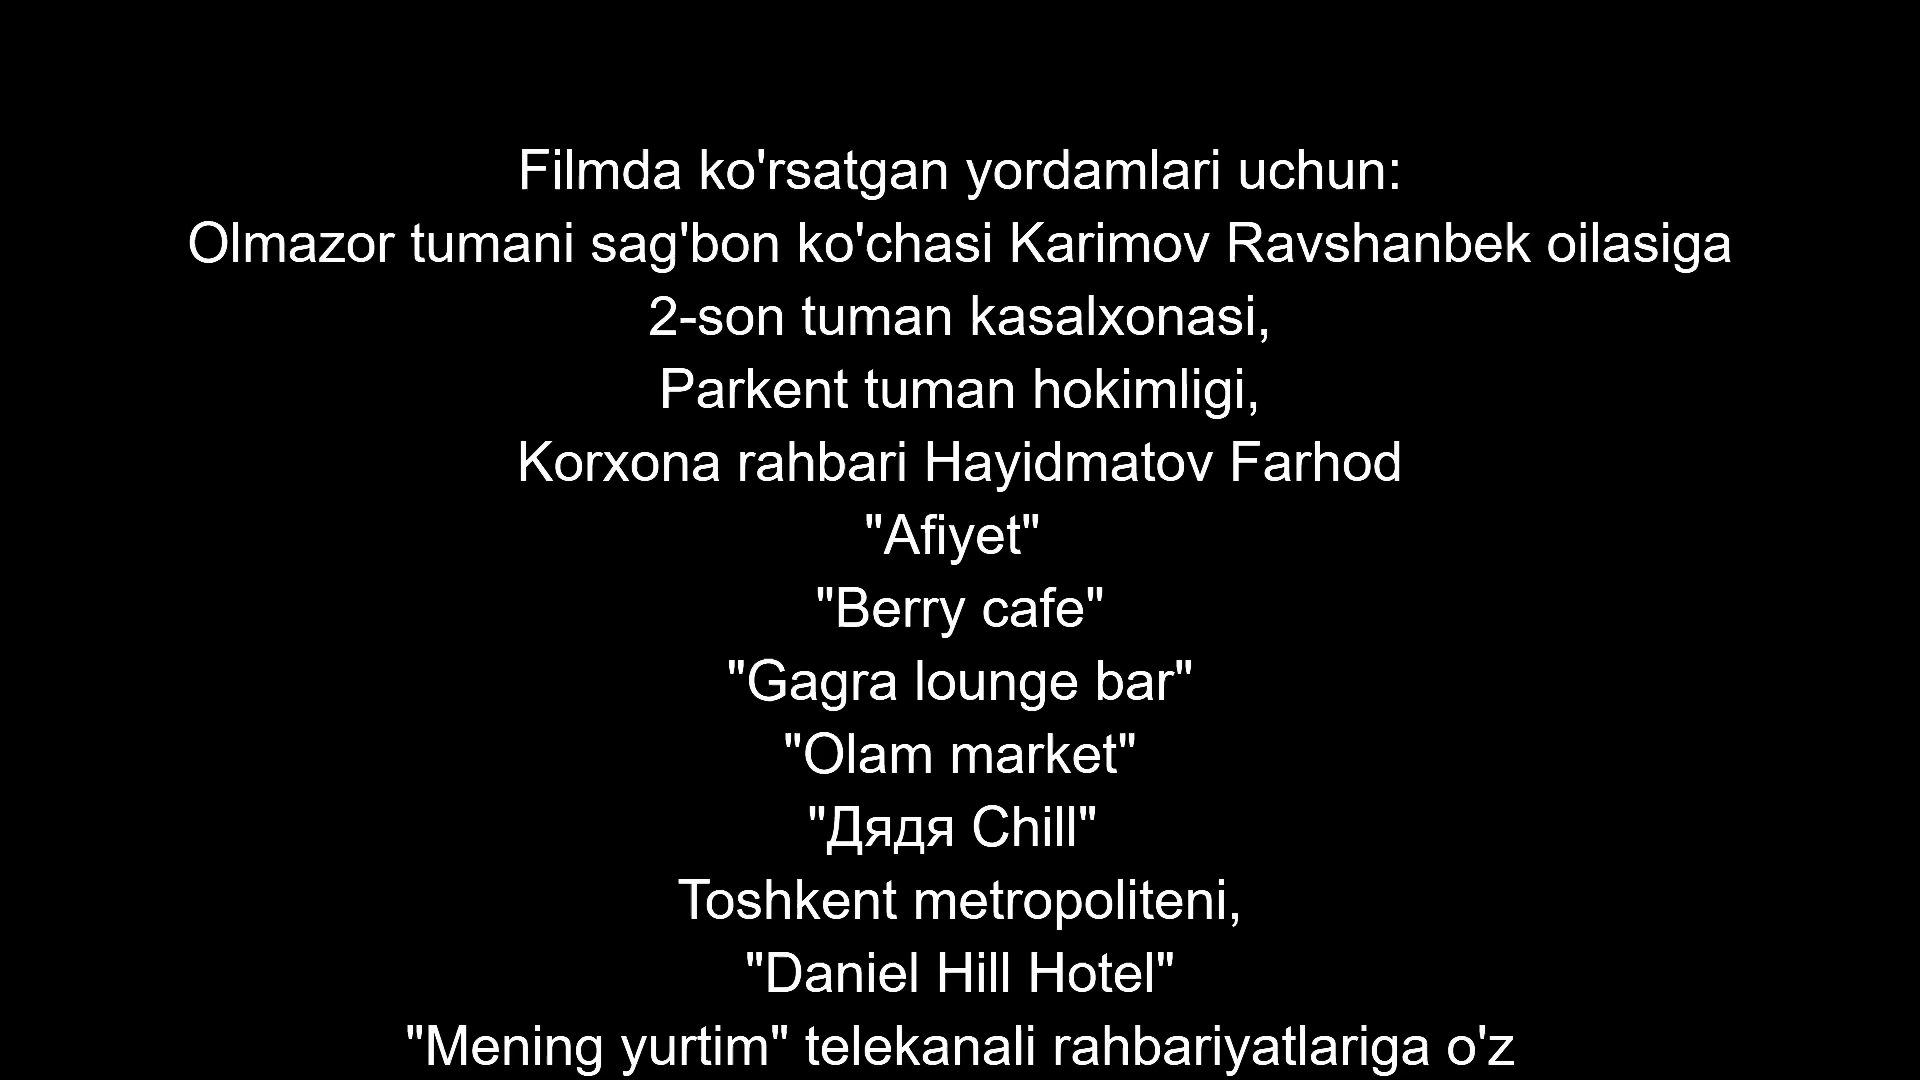 Filmda ko'rsatgan yordamlari uchun:
Olmazor tumani sag'bon ko'chasi Karimov Ravshanbek oilasiga
2-son tuman kasalxonasi,
Parkent tuman hokimligi,
Korxona rahbari Hayidmatov Farhod
"Afiyet"
"Berry cafe"
"Gagra lounge bar"
"Olam market"
"Дядя Chill"
Toshkent metropoliteni,
"Daniel Hill Hotel"
"Mening yurtim" telekanali rahbariyatlariga o'z